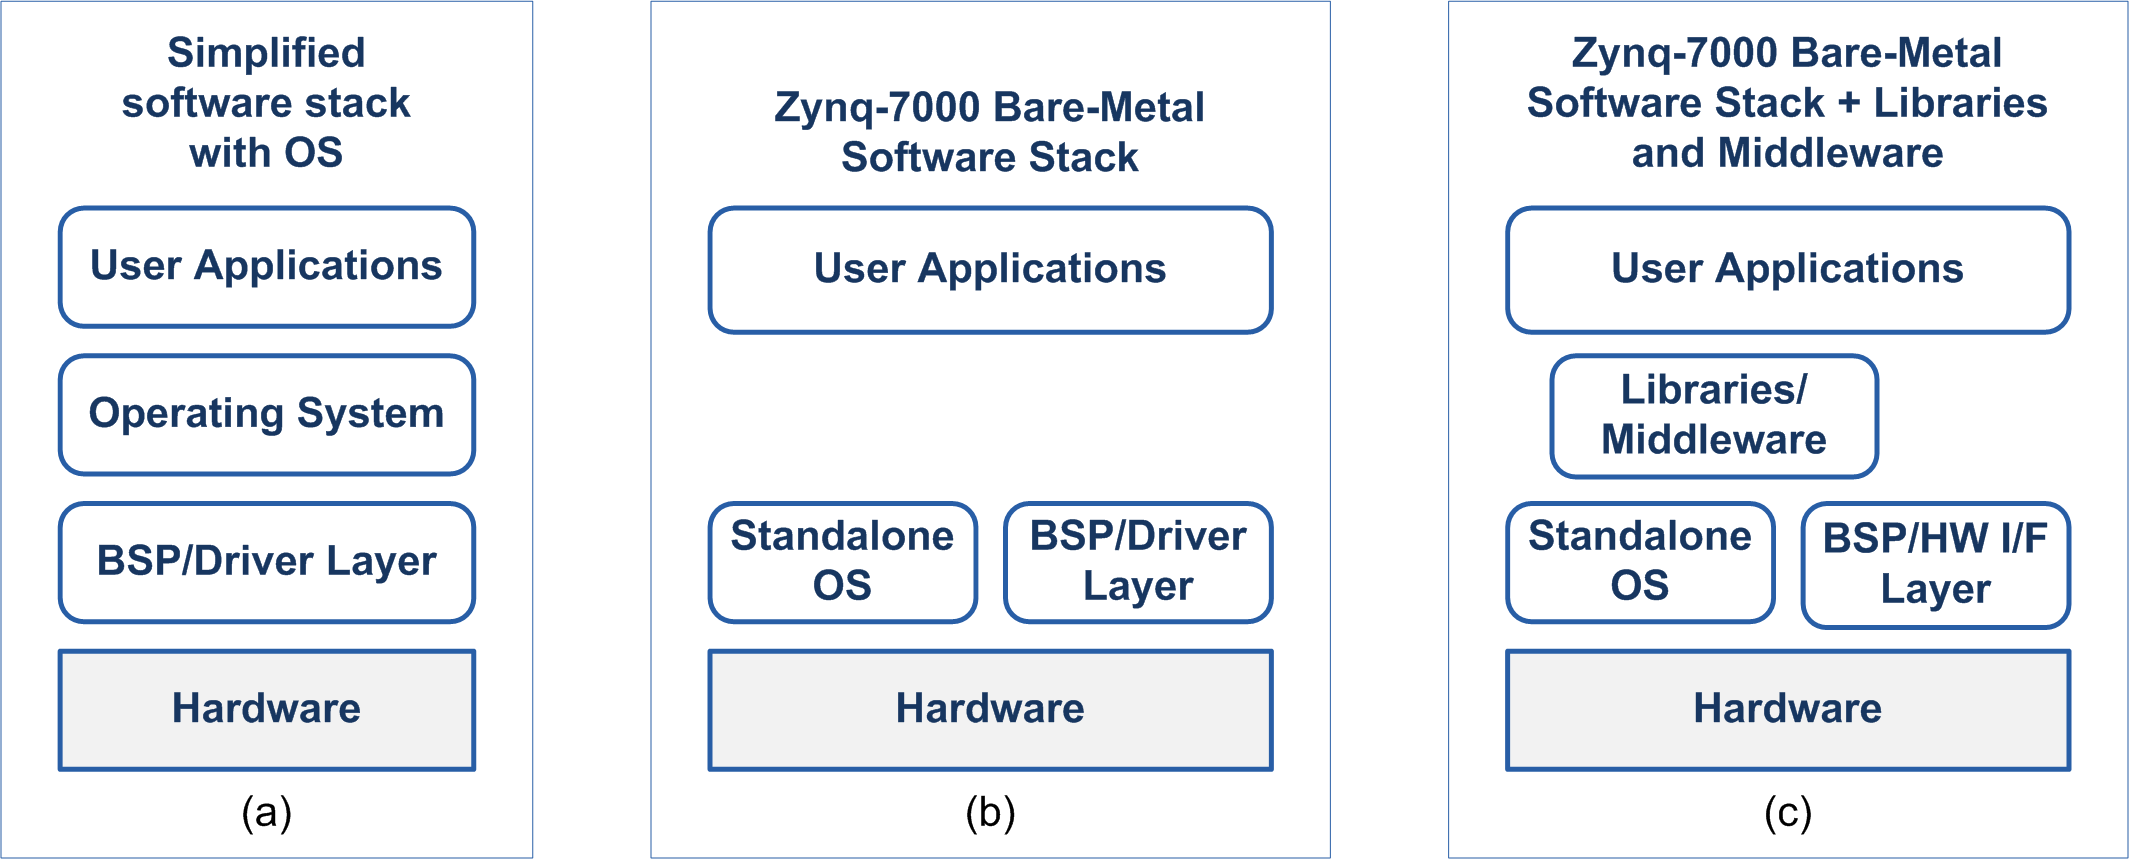 Simplified
software stack
with OS
User Applications
Operating System
BSP/Driver Layer
Hardware
(a)
Zynq-7000 Bare-Metal
Software Stack
User Applications
Standalone
OS
BSP/Driver
Layer
Hardware
(b)
Zynq-7000 Bare-Metal
Software Stack + Libraries
and Middleware
User Applications
Libraries/
Middleware
Standalone
OS
BSP/HW I/F
Layer
Hardware
(c)